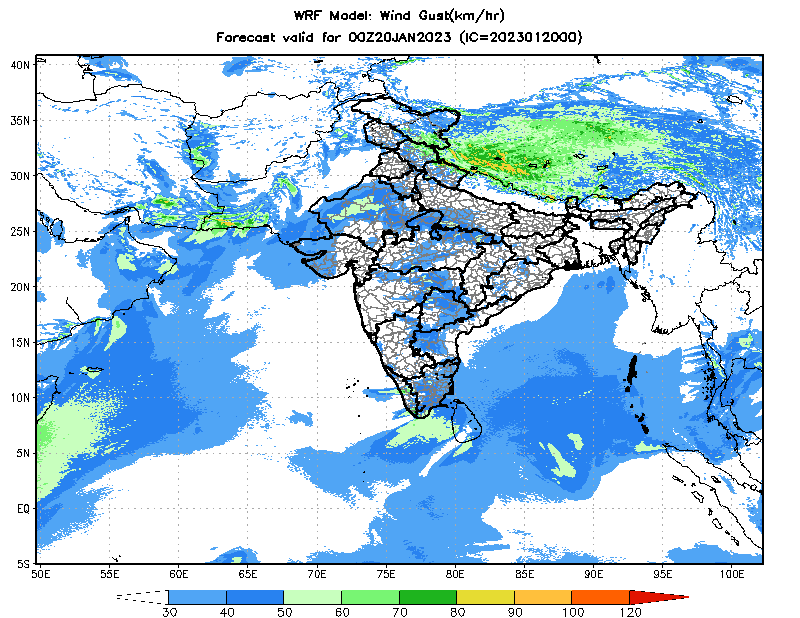 WRF Model: Wind Gust(km/hr)
Forecast valid for 00Z20JAN2023 (IC=2023012000)
40N
35N
30N
25N
20N
15N
10N
5N
EQ
5S
50E 55E 60E 65E 70E 75E 80E 85E 90E 95E 100E
30 40 50 60 70 80 90 100 120